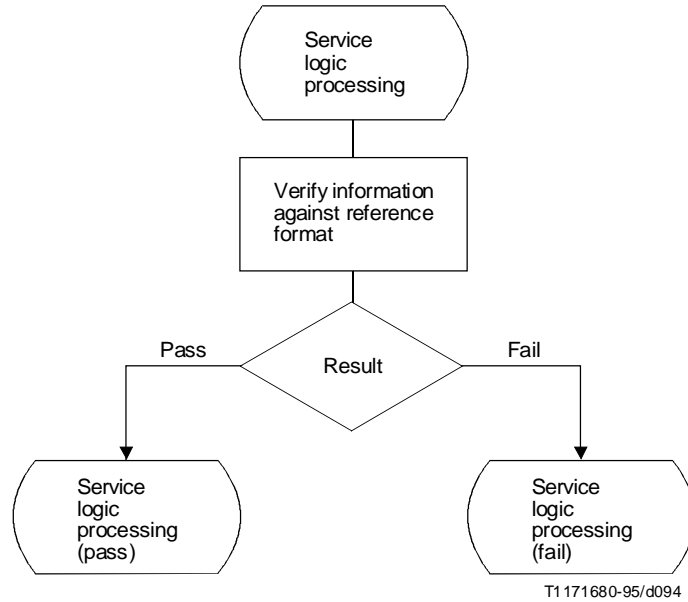 Service
logic
processing
Verify information
against reference
format
Pass
Result
Fail
Service
logic
processing
(pass)
Service
logic
processing
(fail)
T1171680-95/d094